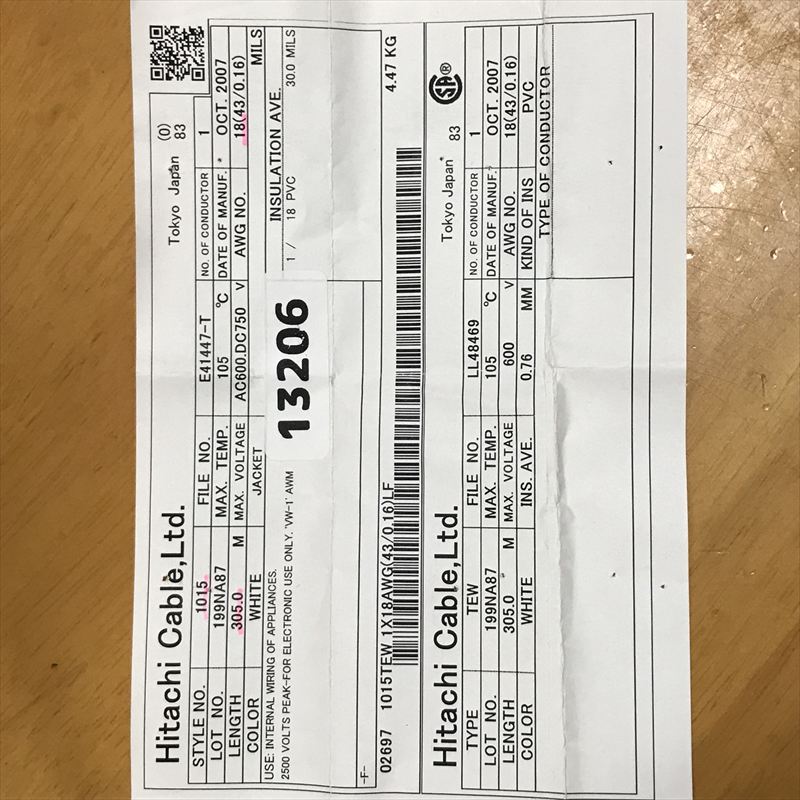 Hitachi Cable,Ltd. Tokyo Japan (0) 83
STYLE NO. 1015 FILE NO. E41447-T NO. OF CONDUCTOR 1
LOT NO. 199NA87 MAX. TEMP. 105 ℃ DATE OF MANUF. OCT. 2007
LENGTH 305.0 M MAX. VOLTAGE AC600.DC750 V AWG NO. 18(43/0.16)
COLOR WHITE JACKET MILS
USE: INTERNAL WIRING OF APPLIANCES. INSULATION AVE.
2500 VOLTS PEAK-FOR ELECTRONIC USE ONLY. 'VW-1' AWM 1 / 18 PVC 30.0 MILS
13206
-F-
02697 1015TEW 1X18AWG(43/0.16)LF 4.47 KG
Hitachi Cable,Ltd. Tokyo Japan 83 CSA®
TYPE TEW FILE NO. LL48469 NO. OF CONDUCTOR 1
LOT NO. 199NA87 MAX. TEMP. 105 ℃ DATE OF MANUF. OCT. 2007
LENGTH 305.0 M MAX. VOLTAGE 600 V AWG NO. 18(43/0.16)
COLOR WHITE INS. AVE. 0.76 MM KIND OF INS PVC
TYPE OF CONDUCTOR